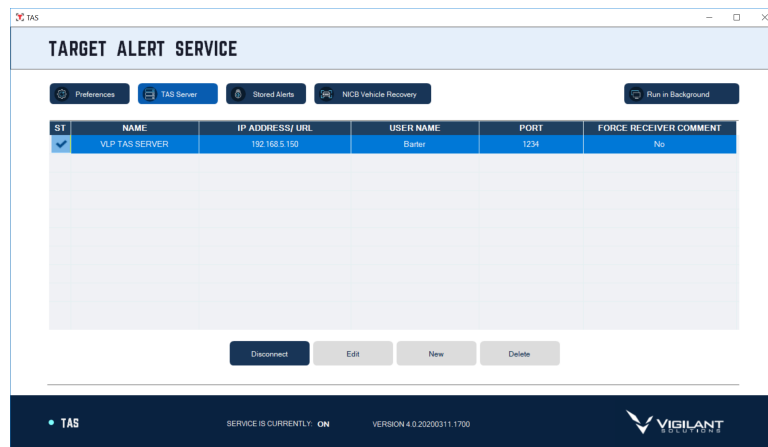 TAS
TARGET ALERT SERVICE
Preferences TAS Server Stored Alerts NICB Vehicle Recovery Run in Background
ST NAME IP ADDRESS/ URL USER NAME PORT FORCE RECEIVER COMMENT
VLP TAS SERVER 192.168.5.150 Barter 1234 No
Disconnect Edit New Delete
TAS SERVICE IS CURRENTLY: ON VERSION 4.0.20200311.1700 VIGILANT
SOLUTIONS